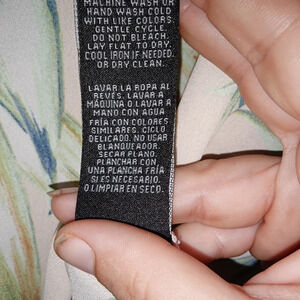 MACHINE WASH OR
HAND WASH COLD
WITH LIKE COLORS.
GENTLE CYCLE.
DO NOT BLEACH.
LAY FLAT TO DRY.
COOL IRON IF NEEDED.
OR DRY CLEAN.
LAVAR LA ROPA AL
REVÉS. LAVAR A
MÁQUINA O LAVAR A
MANO CON AGUA
FRÍA CON COLORES
SIMILARES. CICLO
DELICADO. NO USAR
BLANQUEADOR.
SECAR PLANO.
PLANCHAR CON
UNA PLANCHA FRÍA
SI ES NECESARIO.
O LIMPIAR EN SECO.